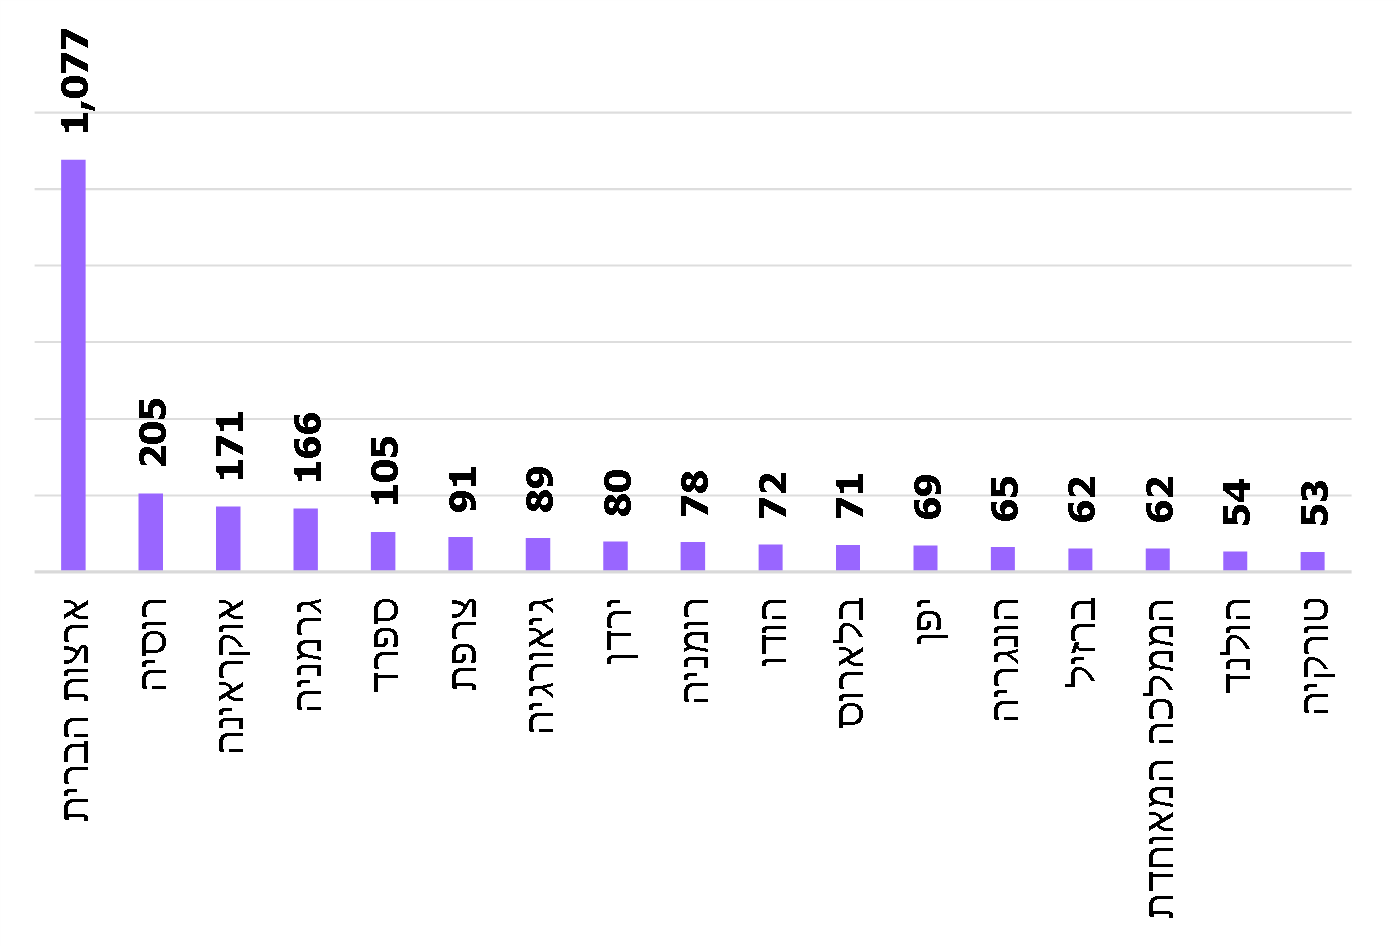 1,077
205
171
166
105
91
89
80
78
72
71
69
65
62
62
54
53
ארצות הברית
רוסיה
אוקראינה
גרמניה
ספרד
צרפת
גיאורגיה
ירדן
רומניה
הודו
בלארוס
יפן
הונגריה
ברזיל
הממלכה המאוחדת
הולנד
טורקיה